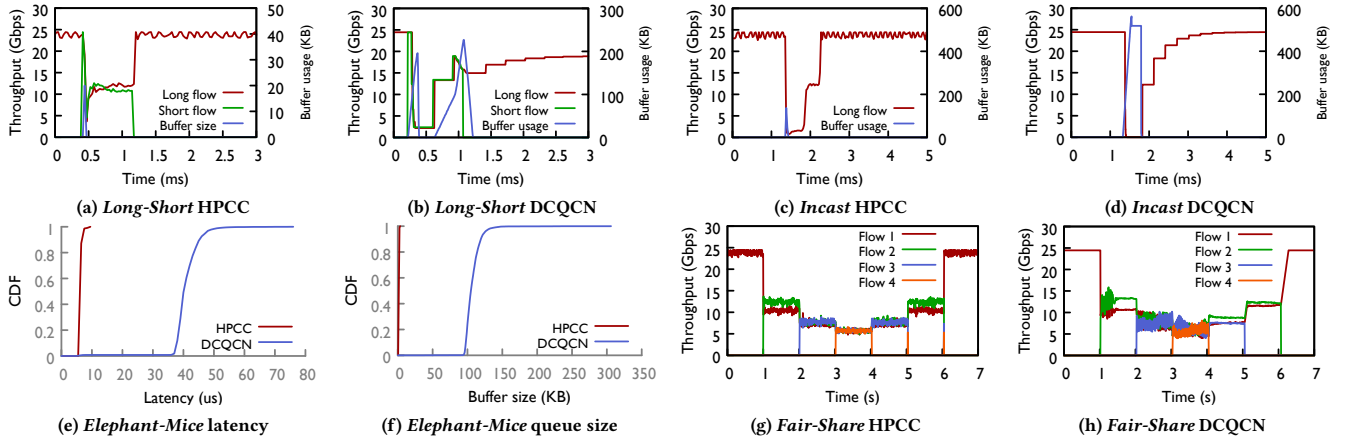 30
25
20
15
10
5
0
Throughput (Gbps)
50
40
30
20
10
0
Buffer usage (KB)
Long flow
Short flow
Buffer size
0 0.5 1 1.5 2 2.5 3
Time (ms)
(a) Long-Short HPCC
30
25
20
15
10
5
0
Throughput (Gbps)
300
200
100
0
Buffer usage (KB)
Long flow
Short flow
Buffer usage
0 0.5 1 1.5 2 2.5 3
Time (ms)
(b) Long-Short DCQCN
30
25
20
15
10
5
0
Throughput (Gbps)
600
400
200
0
Buffer usage (KB)
Long flow
Buffer usage
0 1 2 3 4 5
Time (ms)
(c) Incast HPCC
30
25
20
15
10
5
0
Throughput (Gbps)
600
400
200
0
Buffer usage (KB)
Long flow
Buffer usage
0 1 2 3 4 5
Time (ms)
(d) Incast DCQCN
1
0.8
0.6
0.4
0.2
0
CDF
HPCC
DCQCN
0 10 20 30 40 50 60 70 80
Latency (us)
(e) Elephant-Mice latency
1
0.8
0.6
0.4
0.2
0
CDF
HPCC
DCQCN
0 50 100 150 200 250 300 350
Buffer size (KB)
(f) Elephant-Mice queue size
30
25
20
15
10
5
0
Throughput (Gbps)
Flow 1
Flow 2
Flow 3
Flow 4
0 1 2 3 4 5 6 7
Time (s)
(g) Fair-Share HPCC
30
25
20
15
10
5
0
Throughput (Gbps)
Flow 1
Flow 2
Flow 3
Flow 4
0 1 2 3 4 5 6 7
Time (s)
(h) Fair-Share DCQCN